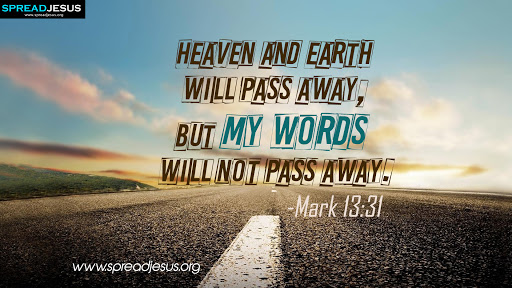 SPREADJESUS
www.spreadjesus.org
HEAVEN AND EARTH
WILL PASS AWAY,
BUT MY WORDS
WILL NOT PASS AWAY.
-Mark 13:31
www.spreadjesus.org